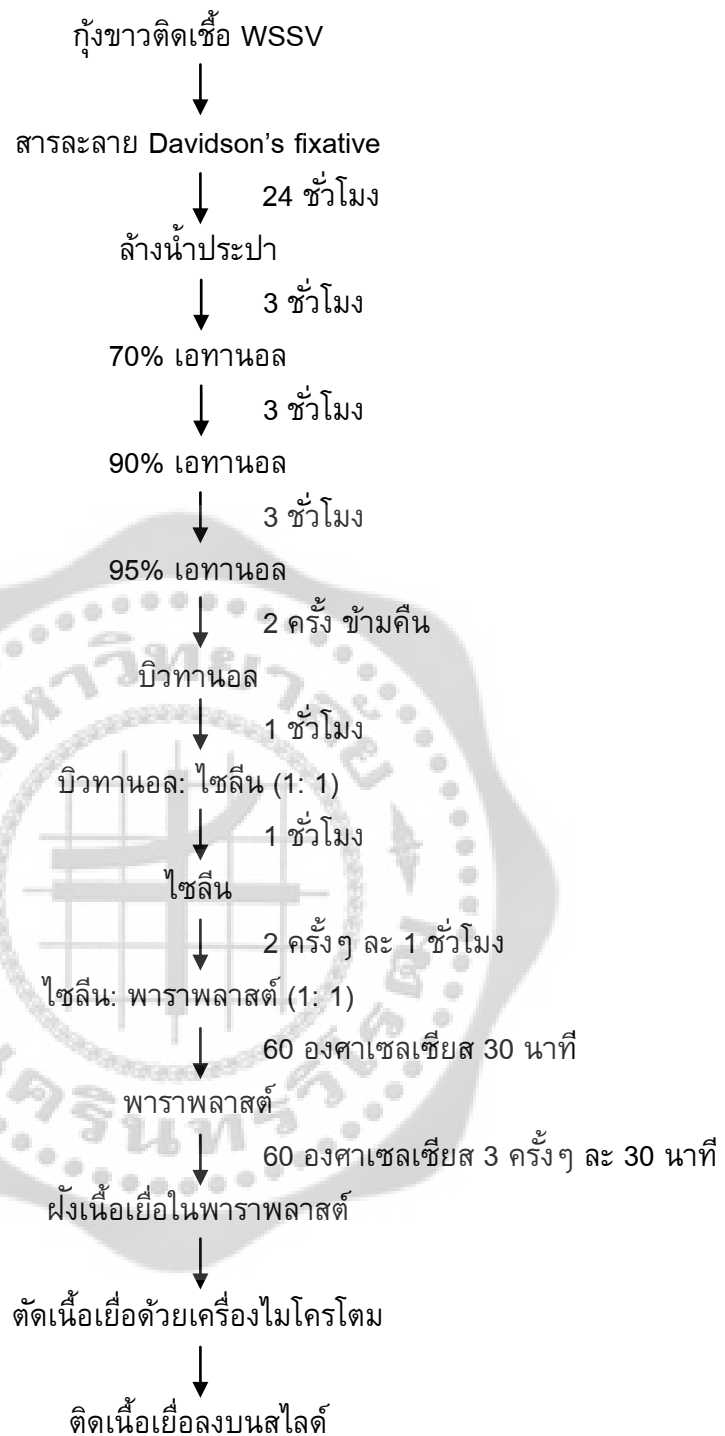 กุ้งขาวติดเชื้อ WSSV
สารละลาย Davidson's fixative
24 ชั่วโมง
ล้างน้ำประปา
3 ชั่วโมง
70% เอทานอล
3 ชั่วโมง
90% เอทานอล
3 ชั่วโมง
95% เอทานอล
2 ครั้ง ข้ามคืน
บิวทานอล
1 ชั่วโมง
บิวทานอล: ไซลีน (1: 1)
1 ชั่วโมง
ไซลีน
2 ครั้งๆ ละ 1 ชั่วโมง
ไซลีน: พาราพลาสต์ (1: 1)
60 องศาเซลเซียส 30 นาที
พาราพลาสต์
60 องศาเซลเซียส 3 ครั้งๆ ละ 30 นาที
ฝังเนื้อเยื่อในพาราพลาสต์
ตัดเนื้อเยื่อด้วยเครื่องไมโครโตม
ติดเนื้อเยื่อลงบนสไลด์